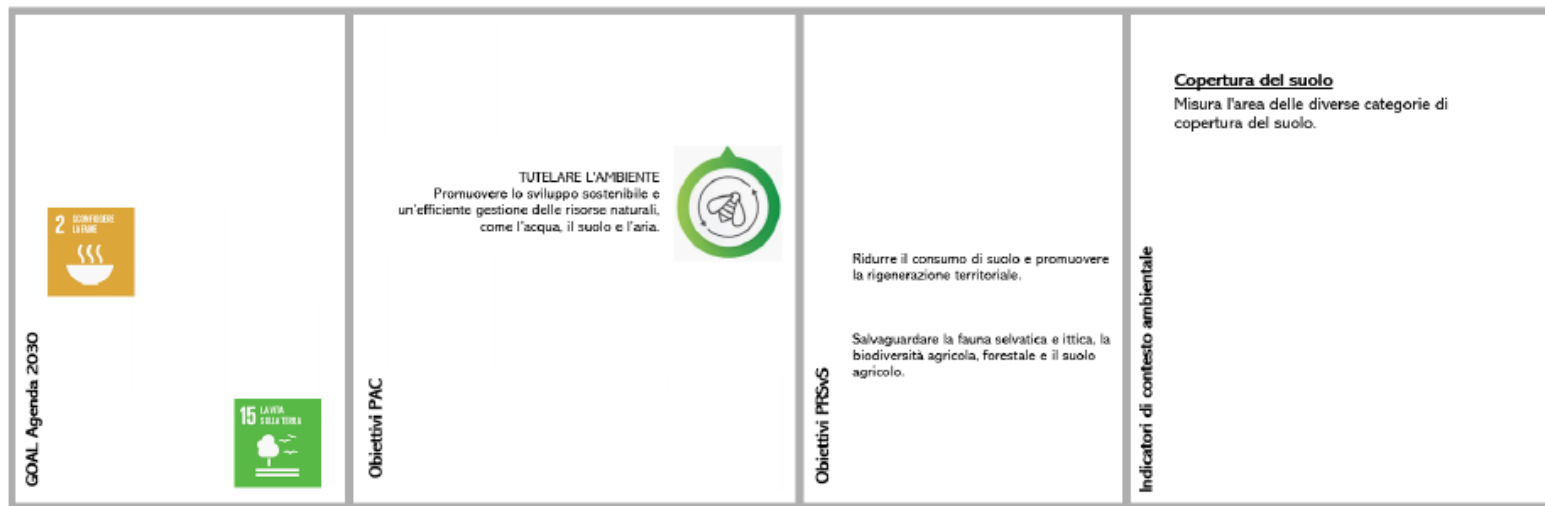 GOAL Agenda 2030
2 SCONFIGGERE
LA FAME
15 LA VITA
SULLA TERRA
Obiettivi PAC
TUTELARE L'AMBIENTE
Promuovere lo sviluppo sostenibile e
un'efficiente gestione delle risorse naturali,
come l'acqua, il suolo e l'aria.
Obiettivi PRSvS
Ridurre il consumo di suolo e promuovere
la rigenerazione territoriale.
Salvaguardare la fauna selvatica e ittica, la
biodiversità agricola, forestale e il suolo
agricolo.
Indicatori di contesto ambientale
Copertura del suolo
Misura l'area delle diverse categorie di
copertura del suolo.